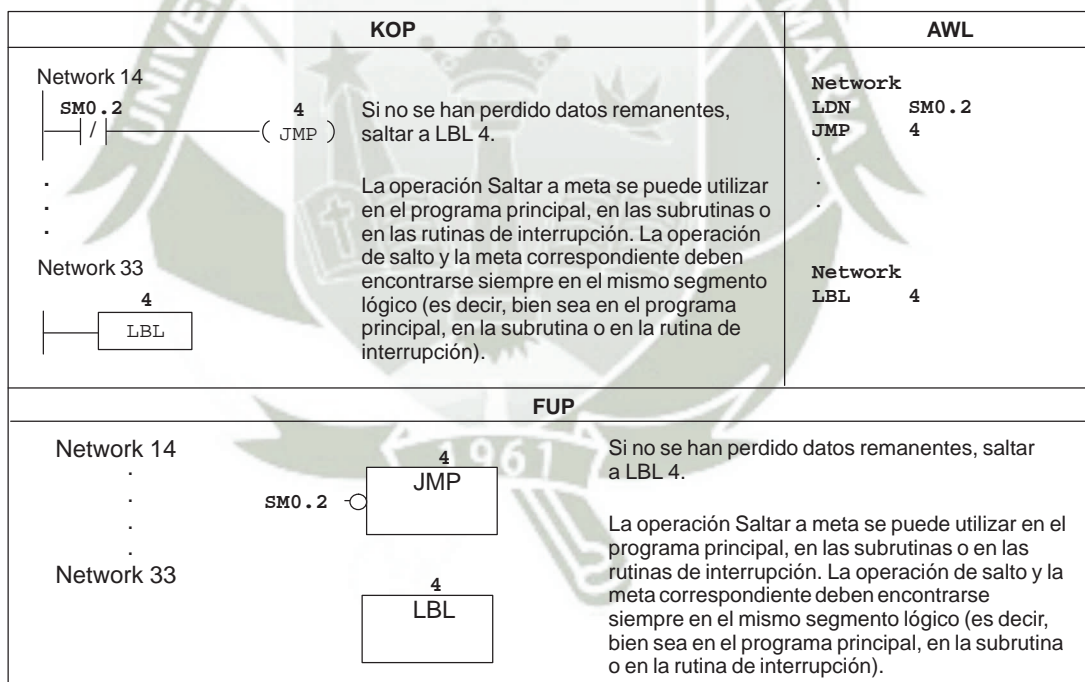 KOP
AWL
Network 14
SM0.2
/
4
( JMP )
.
.
.
Network 33
4
LBL
Si no se han perdido datos remanentes,
saltar a LBL 4.
La operación Saltar a meta se puede utilizar
en el programa principal, en las subrutinas o
en las rutinas de interrupción. La operación
de salto y la meta correspondiente deben
encontrarse siempre en el mismo segmento
lógico (es decir, bien sea en el programa
principal, en la subrutina o en la rutina de
interrupción).
Network
LDN SM0.2
JMP 4
.
.
.
Network
LBL 4
FUP
Network 14
.
.
.
.
Network 33
4
JMP
SM0.2
4
LBL
Si no se han perdido datos remanentes, saltar
a LBL 4.
La operación Saltar a meta se puede utilizar en el
programa principal, en las subrutinas o en las
rutinas de interrupción. La operación de salto y la
meta correspondiente deben encontrarse
siempre en el mismo segmento lógico (es decir,
bien sea en el programa principal, en la subrutina
o en la rutina de interrupción).
1961